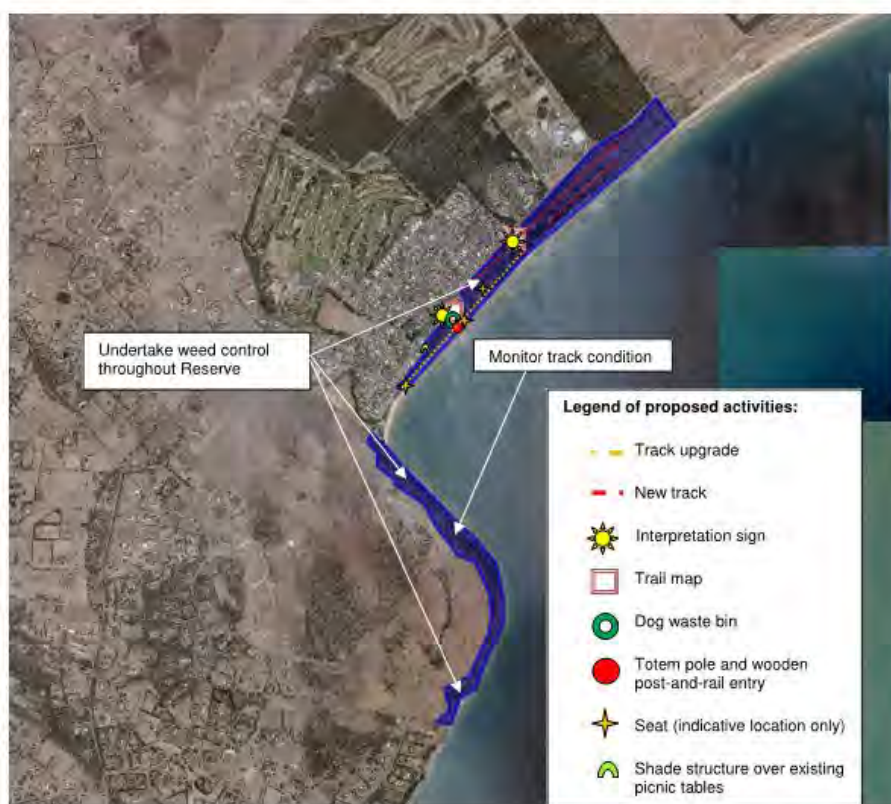 Undertake weed control
throughout Reserve
Monitor track condition
Legend of proposed activities:
Track upgrade
New track
Interpretation sign
Trail map
Dog waste bin
Totem pole and wooden
post-and-rail entry
Seat (indicative location only)
Shade structure over existing
picnic tables